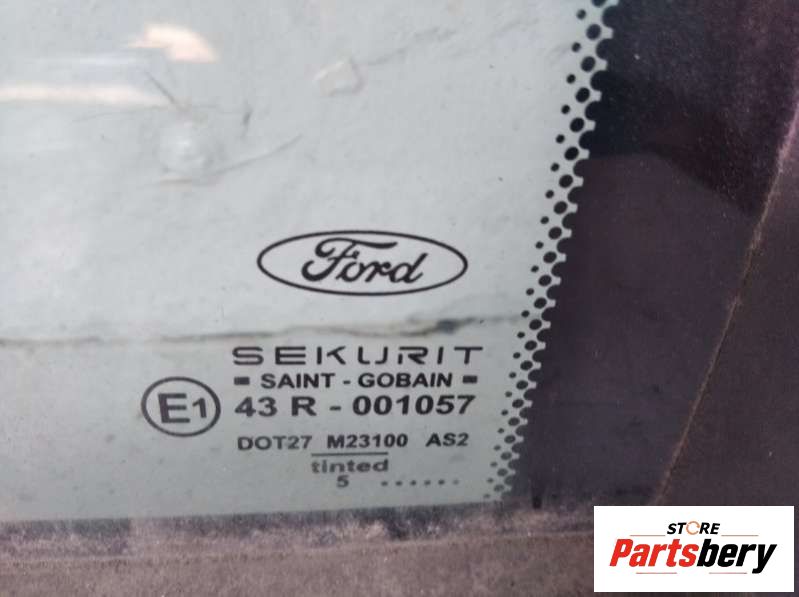 Ford
SEKURIT
SAINT - GOBAIN
E1 43 R - 001057
DOT27 M23100 AS2
tinted
5 ......
STORE
Partsbery